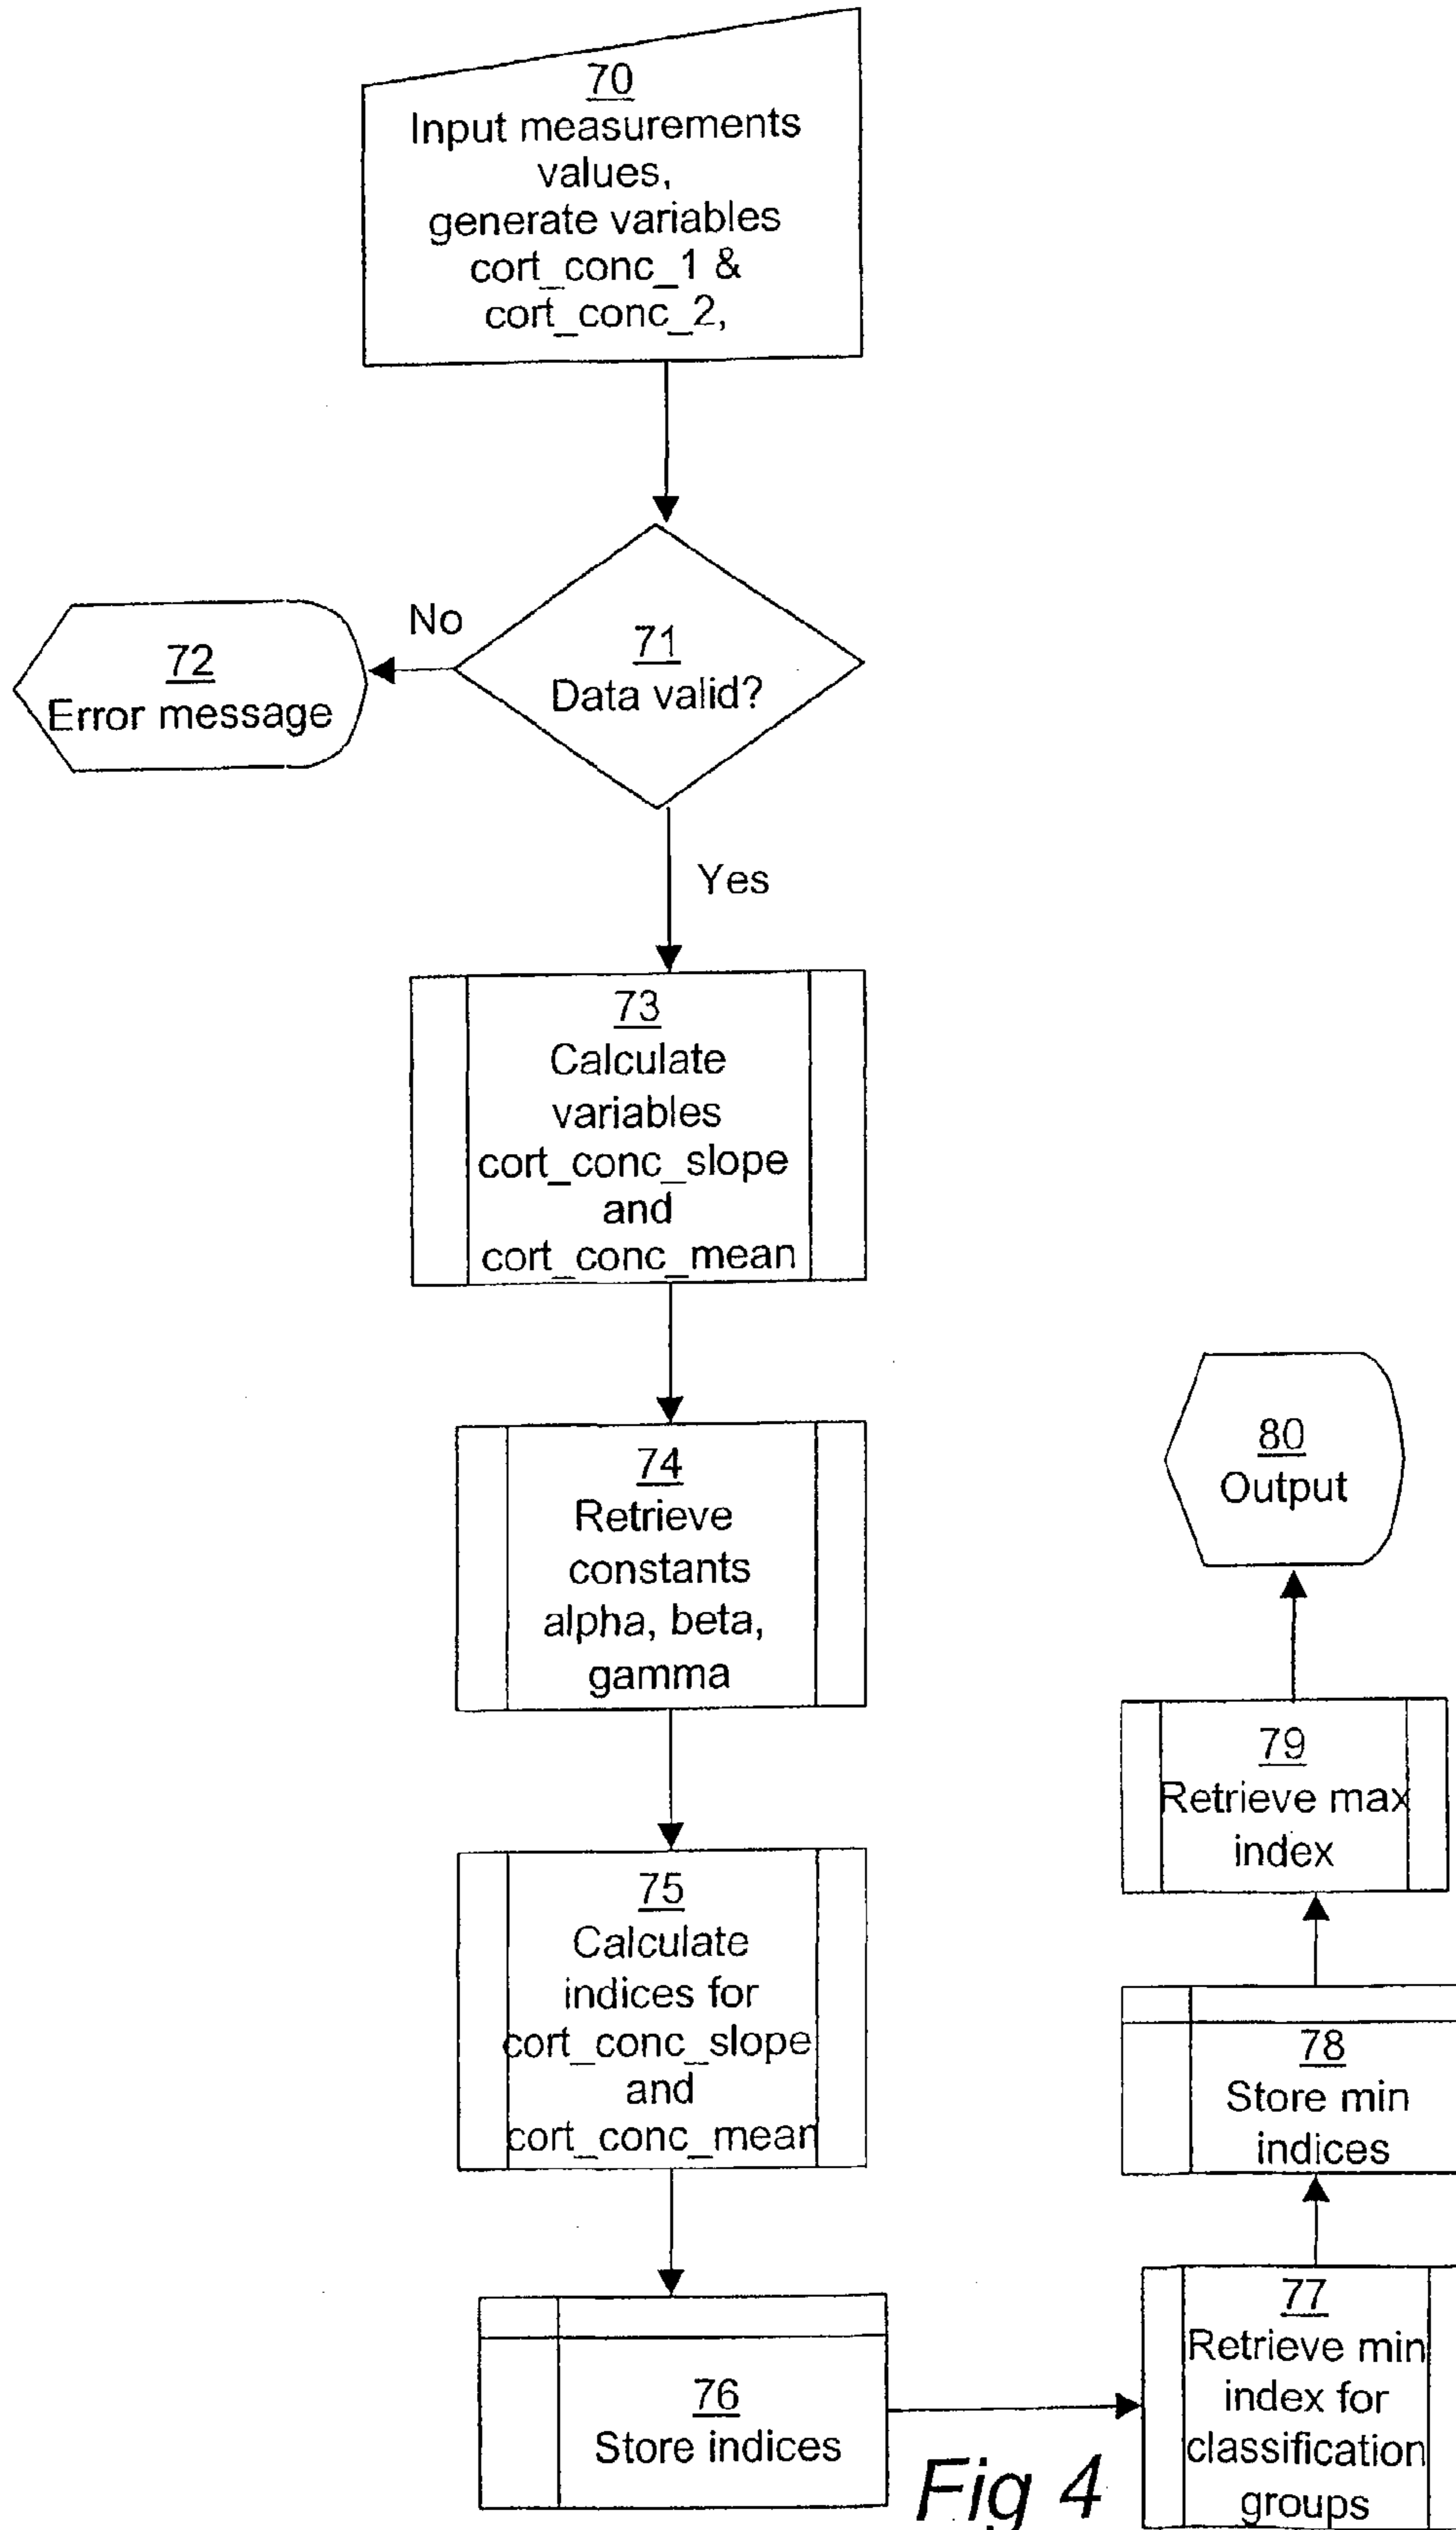 70
Input measurements
values,
generate variables
cort_conc_1 &
cort_conc_2,
No
71
Data valid?
72
Error message
Yes
73
Calculate
variables
cort_conc_slope
and
cort_conc_mean
74
Retrieve
constants
alpha, beta,
gamma
75
Calculate
indices for
cort_conc_slope
and
cort_conc_mean
76
Store indices
77
Retrieve min
index for
classification
groups
78
Store min
indices
79
Retrieve max
index
80
Output
Fig 4